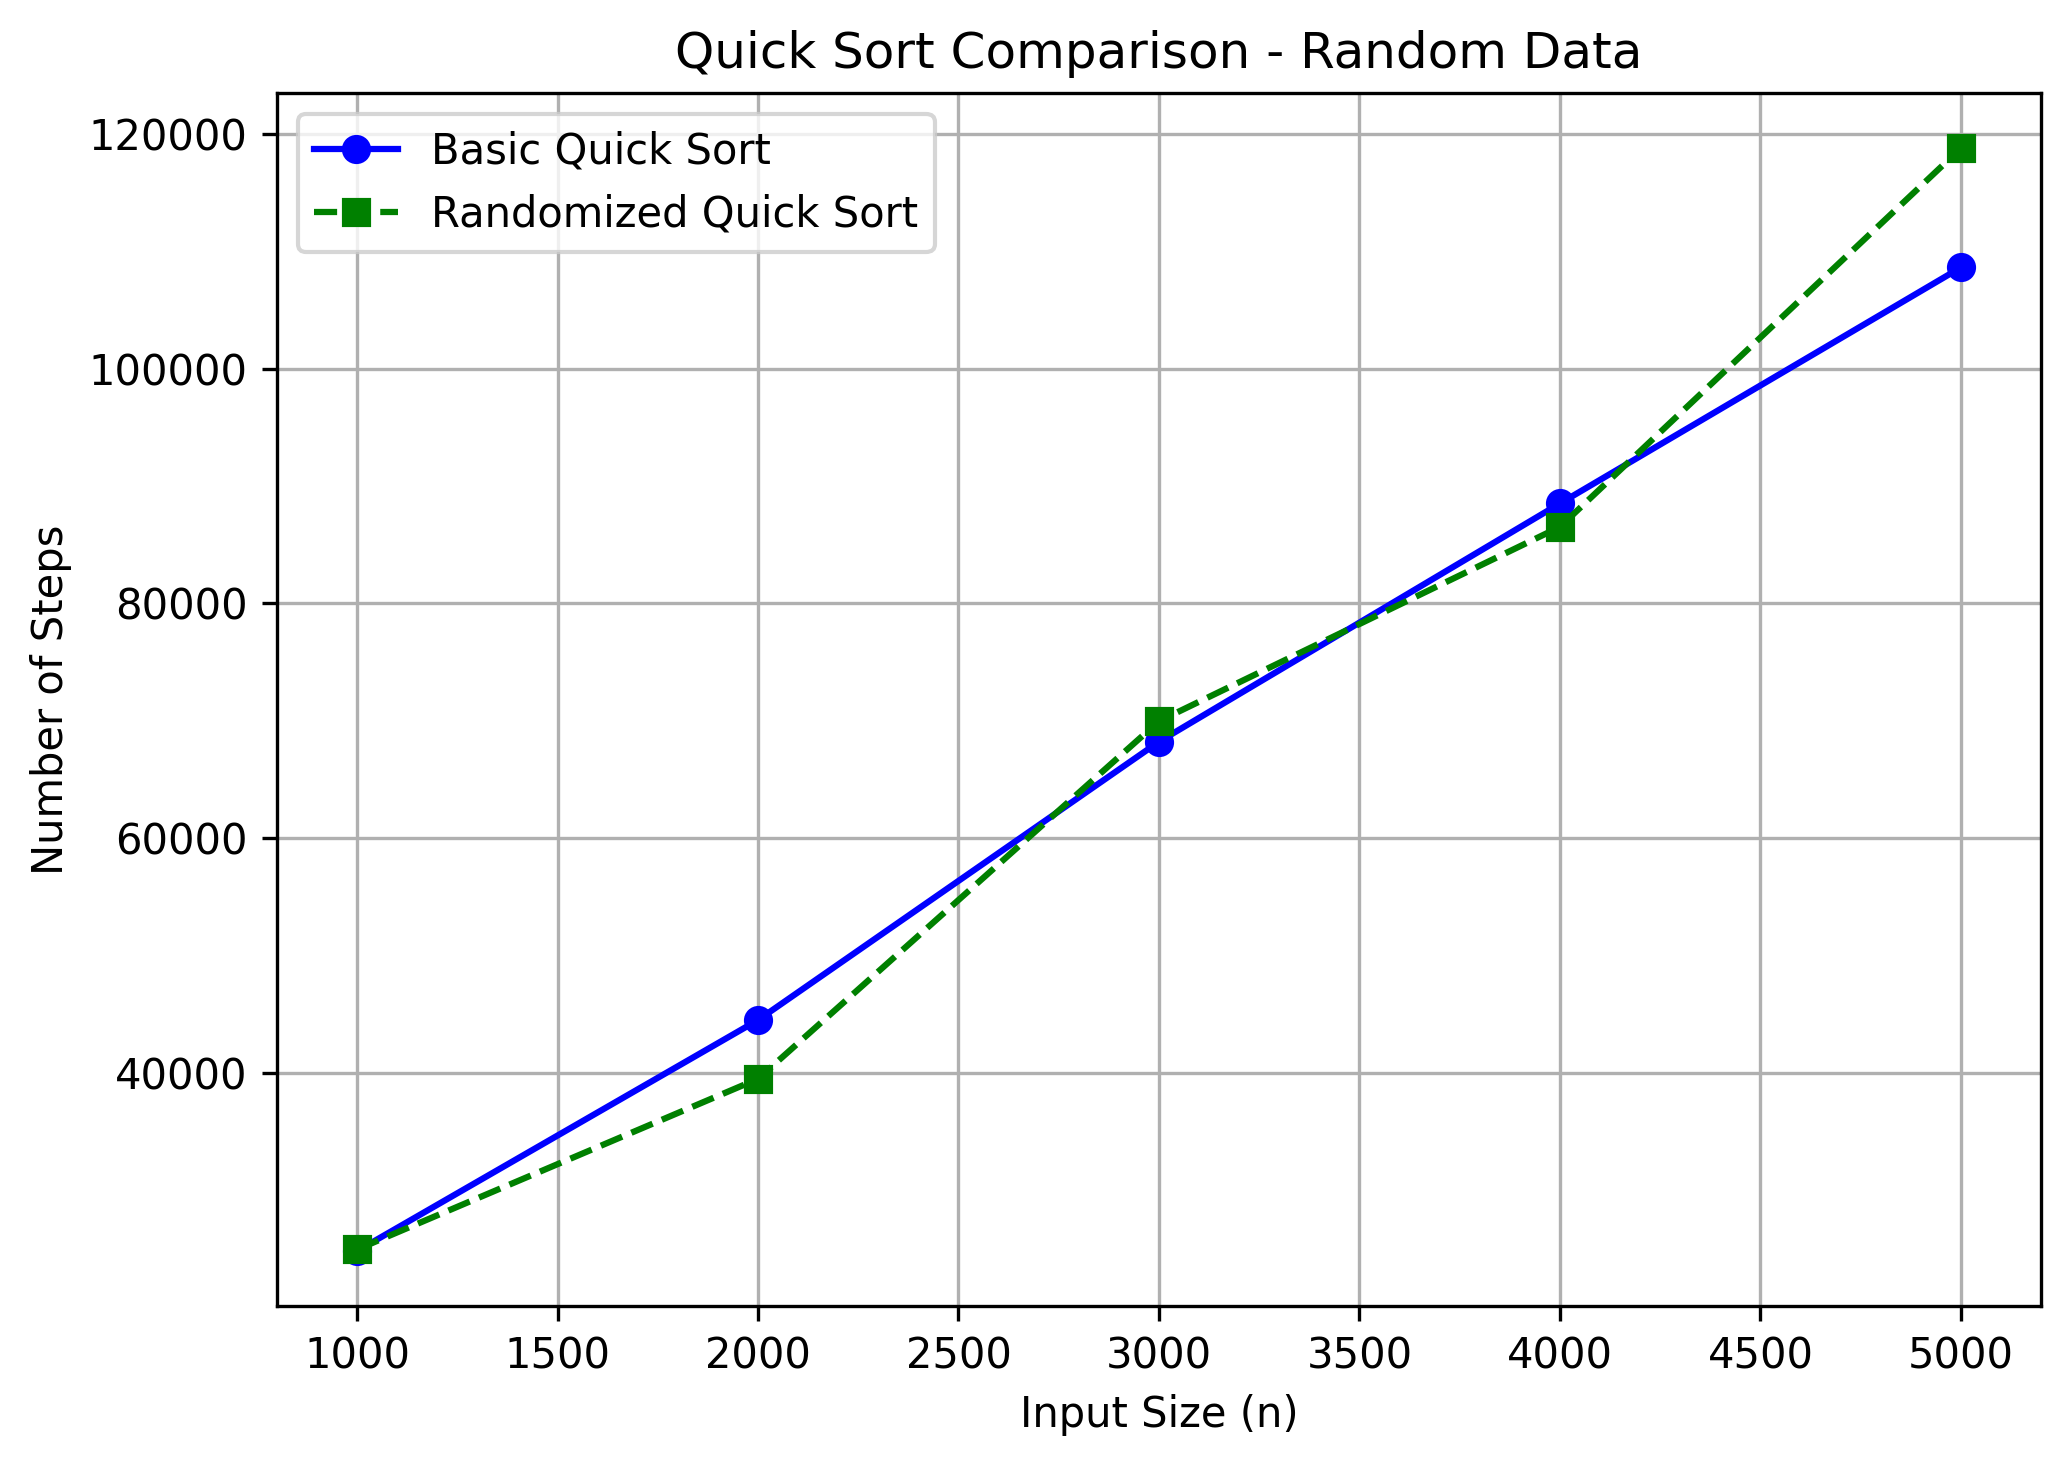 Quick Sort Comparison - Random Data
Basic Quick Sort
Randomized Quick Sort
120000
100000
80000
60000
40000
Number of Steps
1000 1500 2000 2500 3000 3500 4000 4500 5000
Input Size (n)